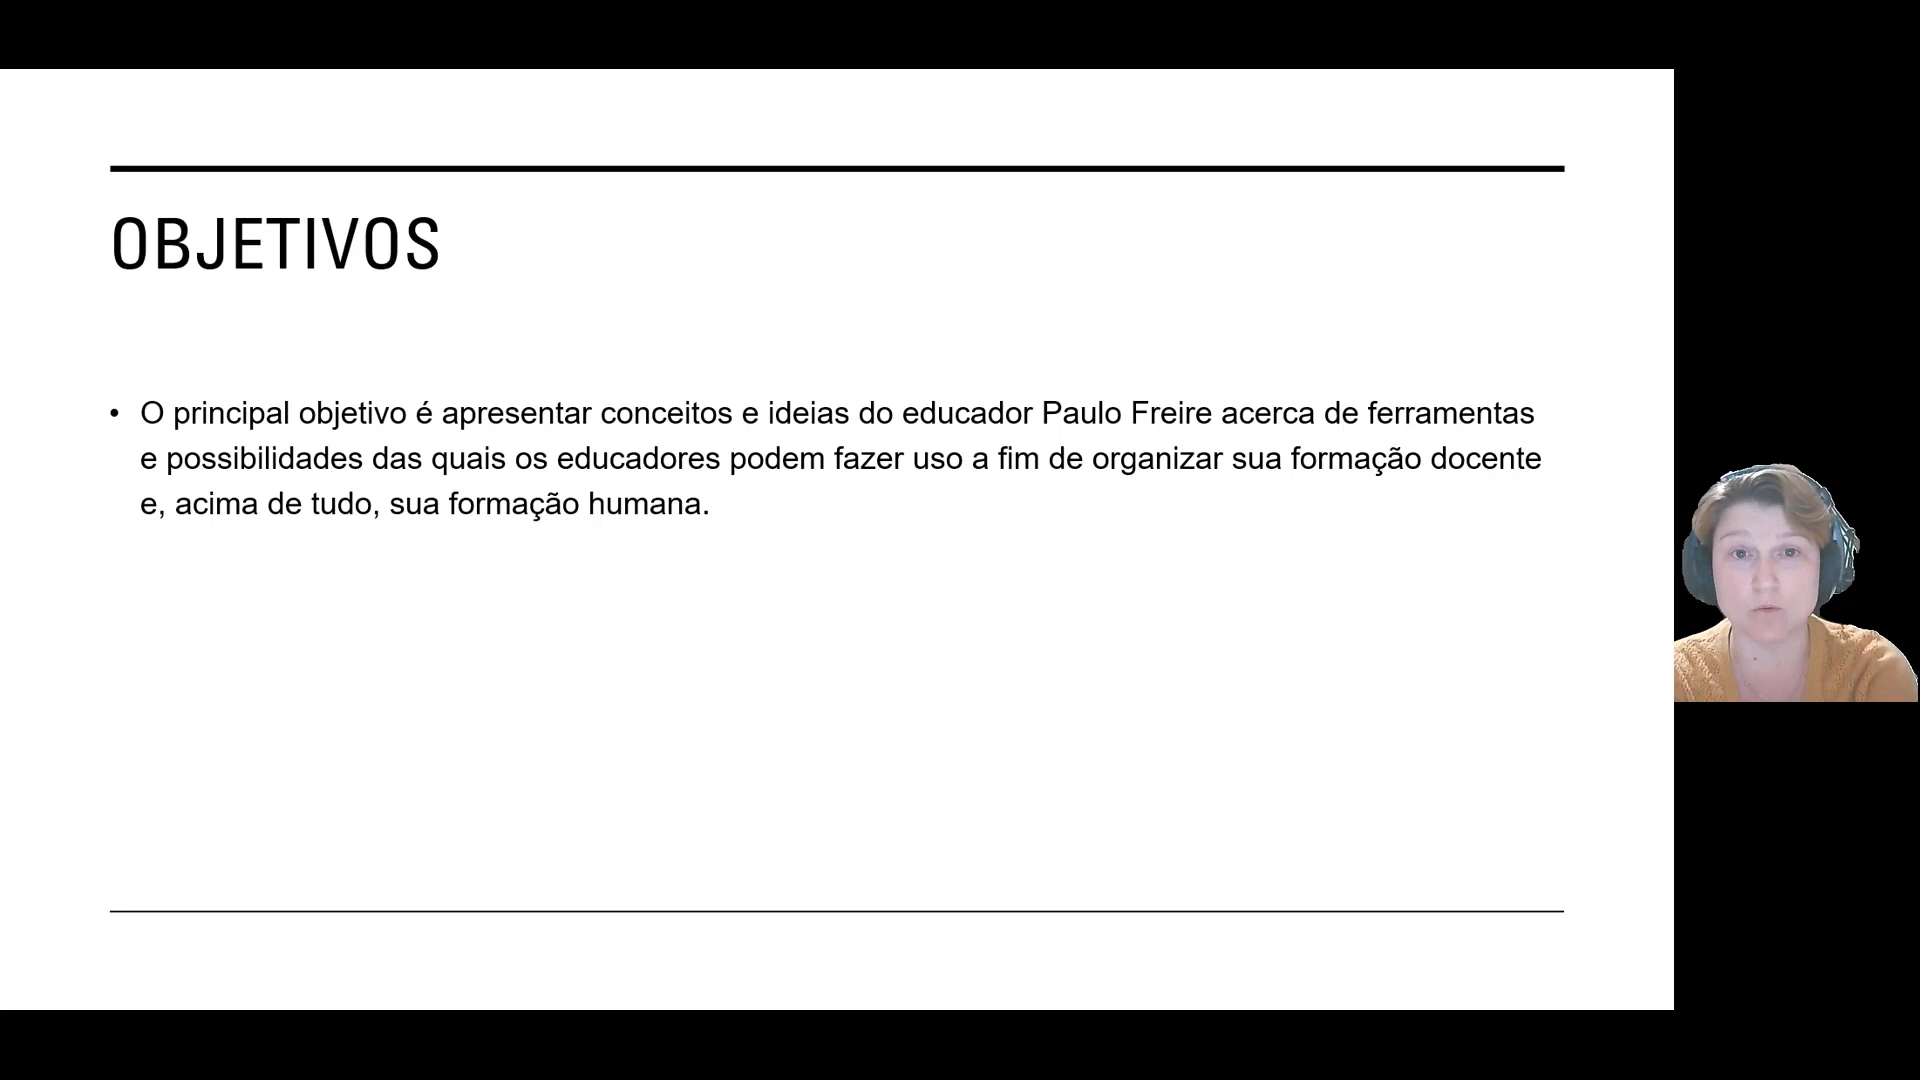 OBJETIVOS
• O principal objetivo é apresentar conceitos e ideias do educador Paulo Freire acerca de ferramentas
e possibilidades das quais os educadores podem fazer uso a fim de organizar sua formação docente
e, acima de tudo, sua formação humana.